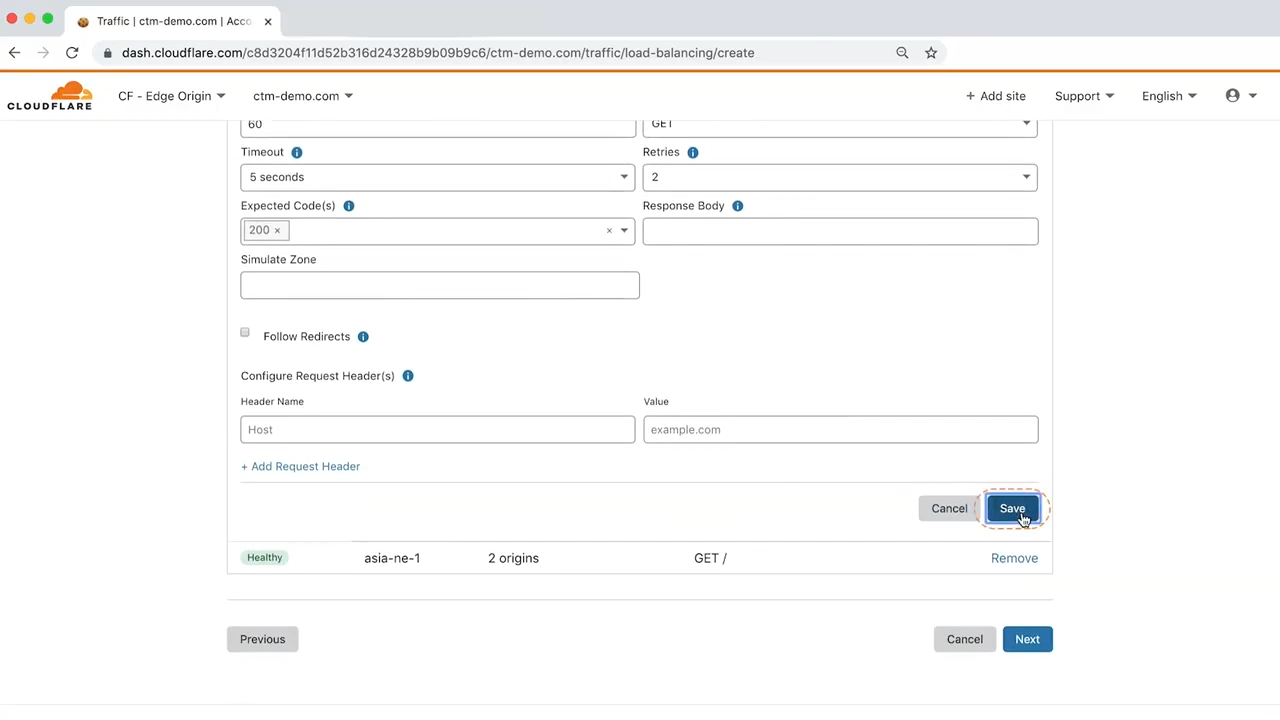 Traffic | ctm-demo.com | Acco
dash.cloudflare.com/c8d3204f11d52b316d24328b9b09b9c6/ctm-demo.com/traffic/load-balancing/create
CLOUDFLARE
CF - Edge Origin
ctm-demo.com
+ Add site
Support
English
60
GET
Timeout
Retries
5 seconds
2
Expected Code(s)
Response Body
200 ×
×
Simulate Zone
Follow Redirects
Configure Request Header(s)
Header Name
Value
Host
example.com
+ Add Request Header
Cancel
Save
Healthy
asia-ne-1
2 origins
GET /
Remove
Previous
Cancel
Next